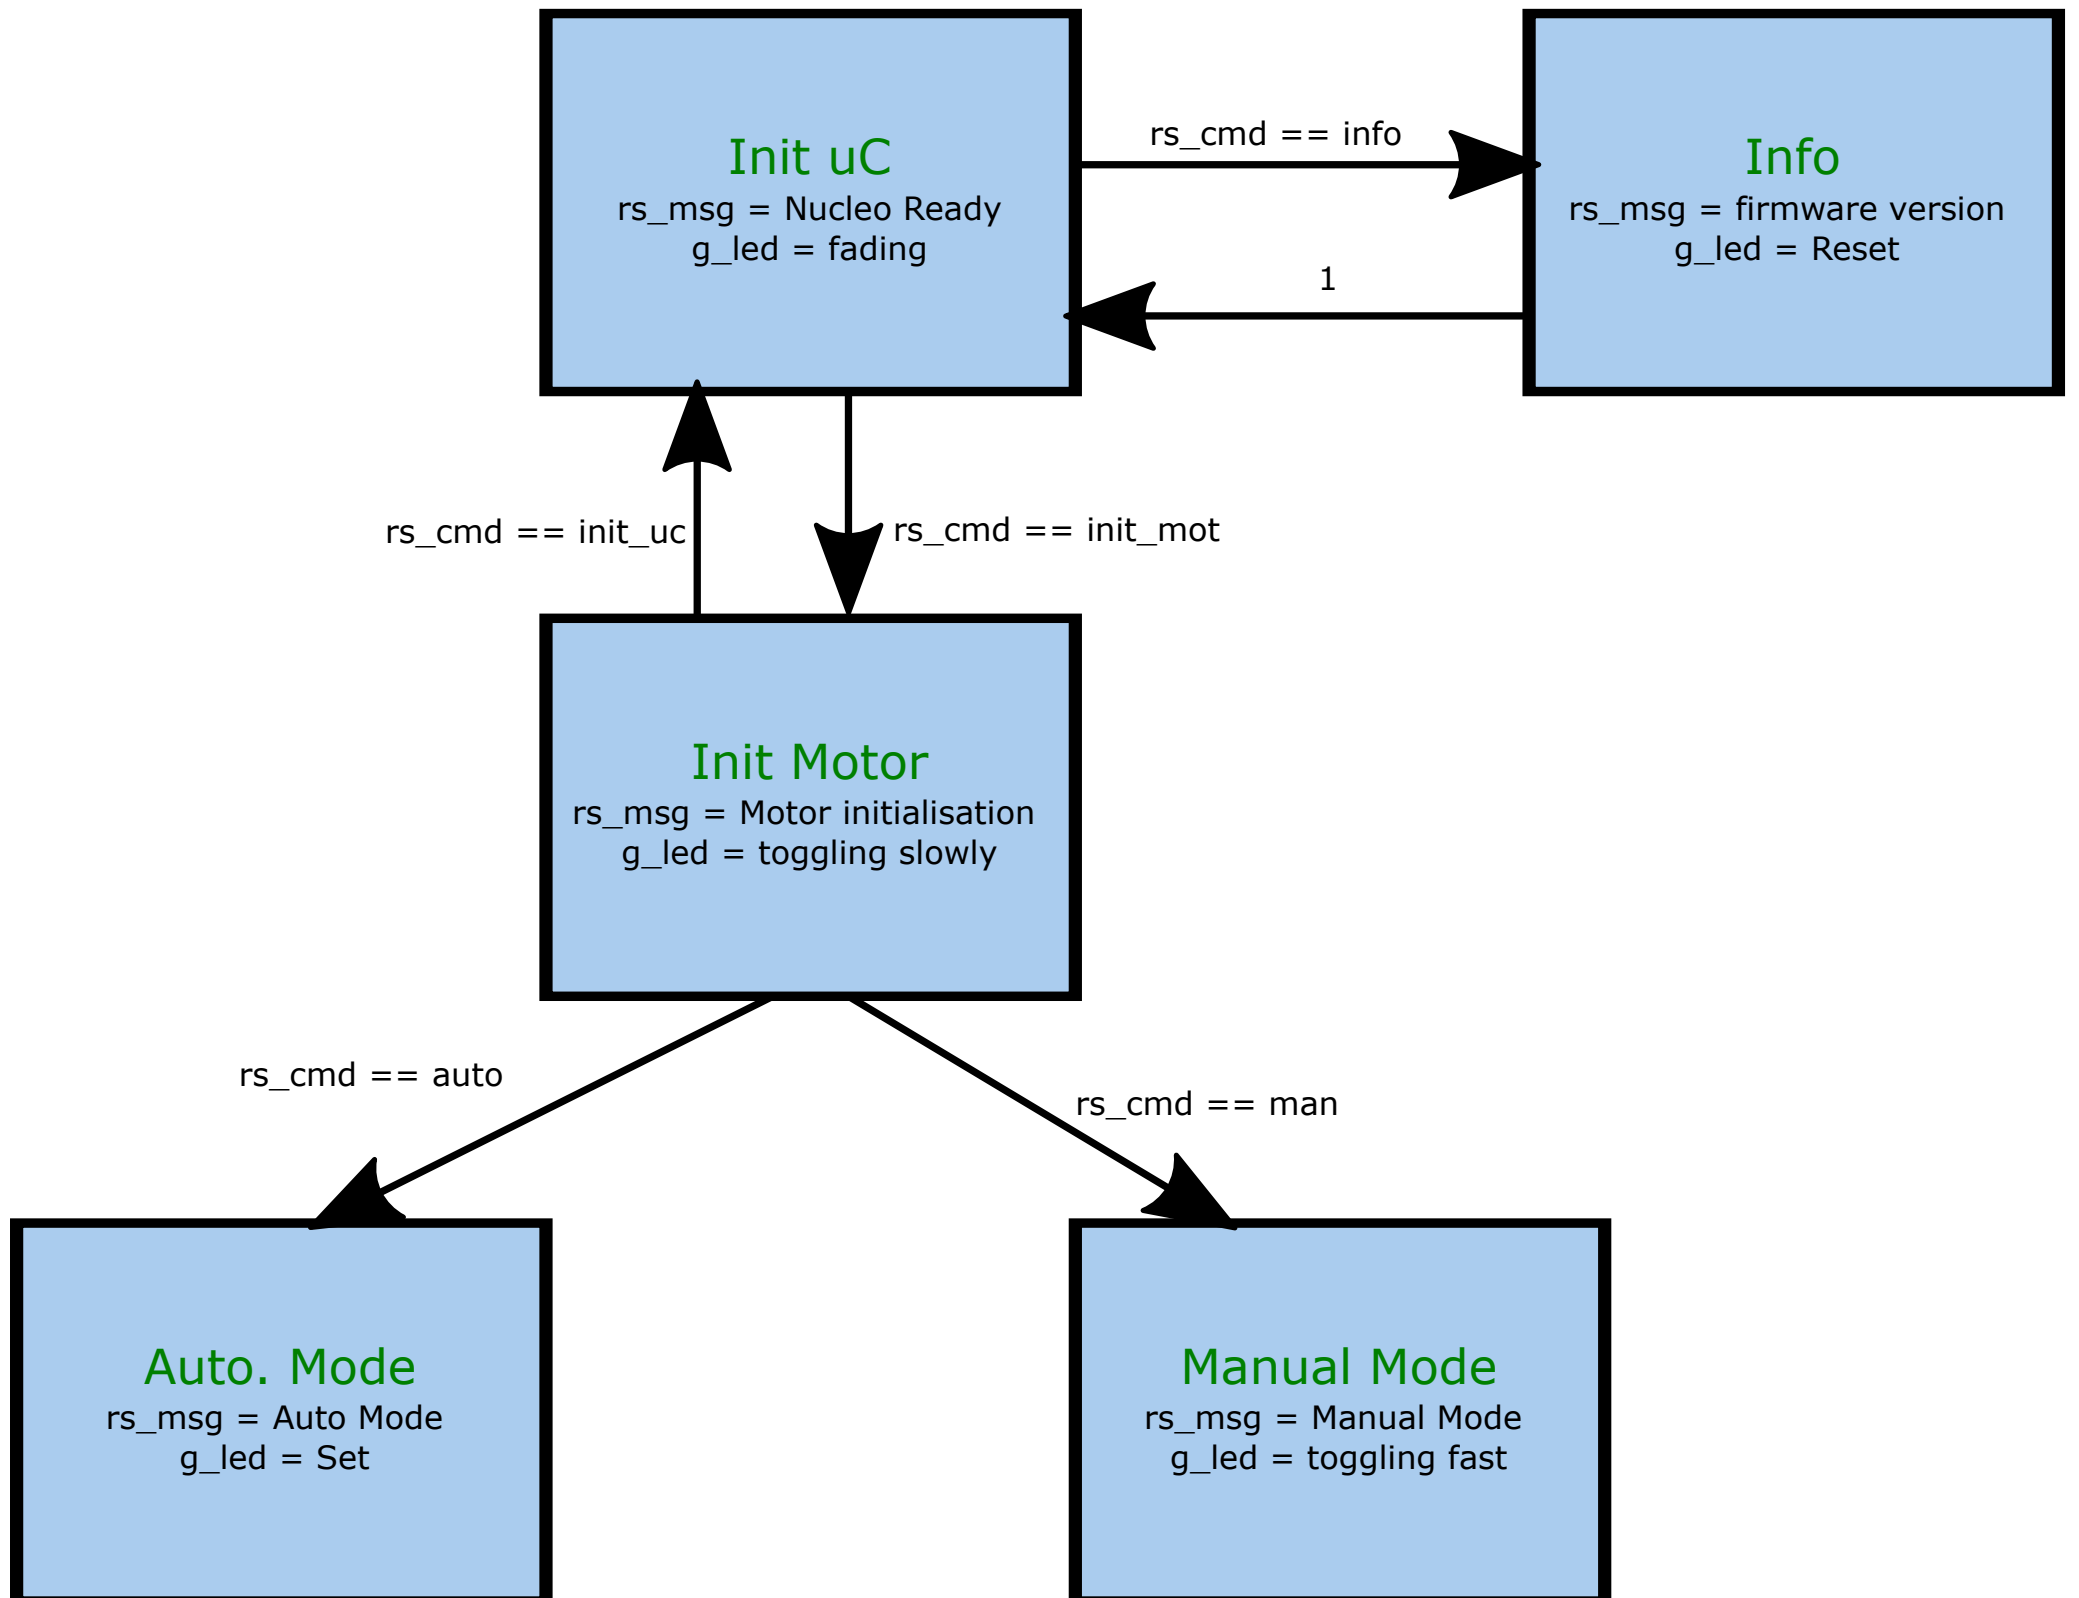 Init uC
rs_msg = Nucleo Ready
g_led = fading
rs_cmd == info
1
Info
rs_msg = firmware version
g_led = Reset
rs_cmd == init_uc
rs_cmd == init_mot
Init Motor
rs_msg = Motor initialisation
g_led = toggling slowly
rs_cmd == auto
rs_cmd == man
Auto. Mode
rs_msg = Auto Mode
g_led = Set
Manual Mode
rs_msg = Manual Mode
g_led = toggling fast